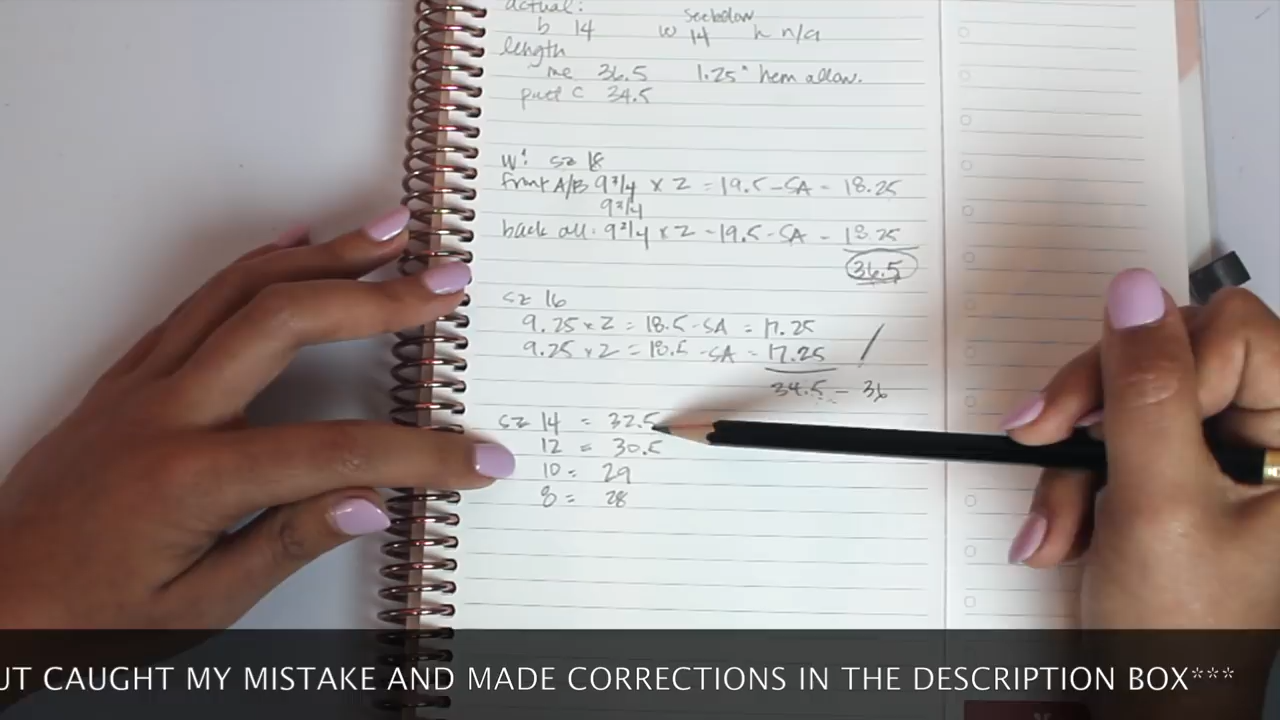 actual:
see below
b 14 w 14 h n/a
length
me 36.5 1.25" hem allow.
patt C 34.5
W: sz 18
front A/B 9 3/4 x 2 = 19.5 - SA = 18.25
9 3/4
back all: 9 3/4 x 2 = 19.5 - SA = 18.25
36.5
sz 16
9.25 x 2 = 18.5 - SA = 17.25
9.25 x 2 = 18.5 - SA = 17.25
34.5 - 36
sz 14 = 32.5
12 = 30.5
10 = 29
8 = 28
UT CAUGHT MY MISTAKE AND MADE CORRECTIONS IN THE DESCRIPTION BOX***